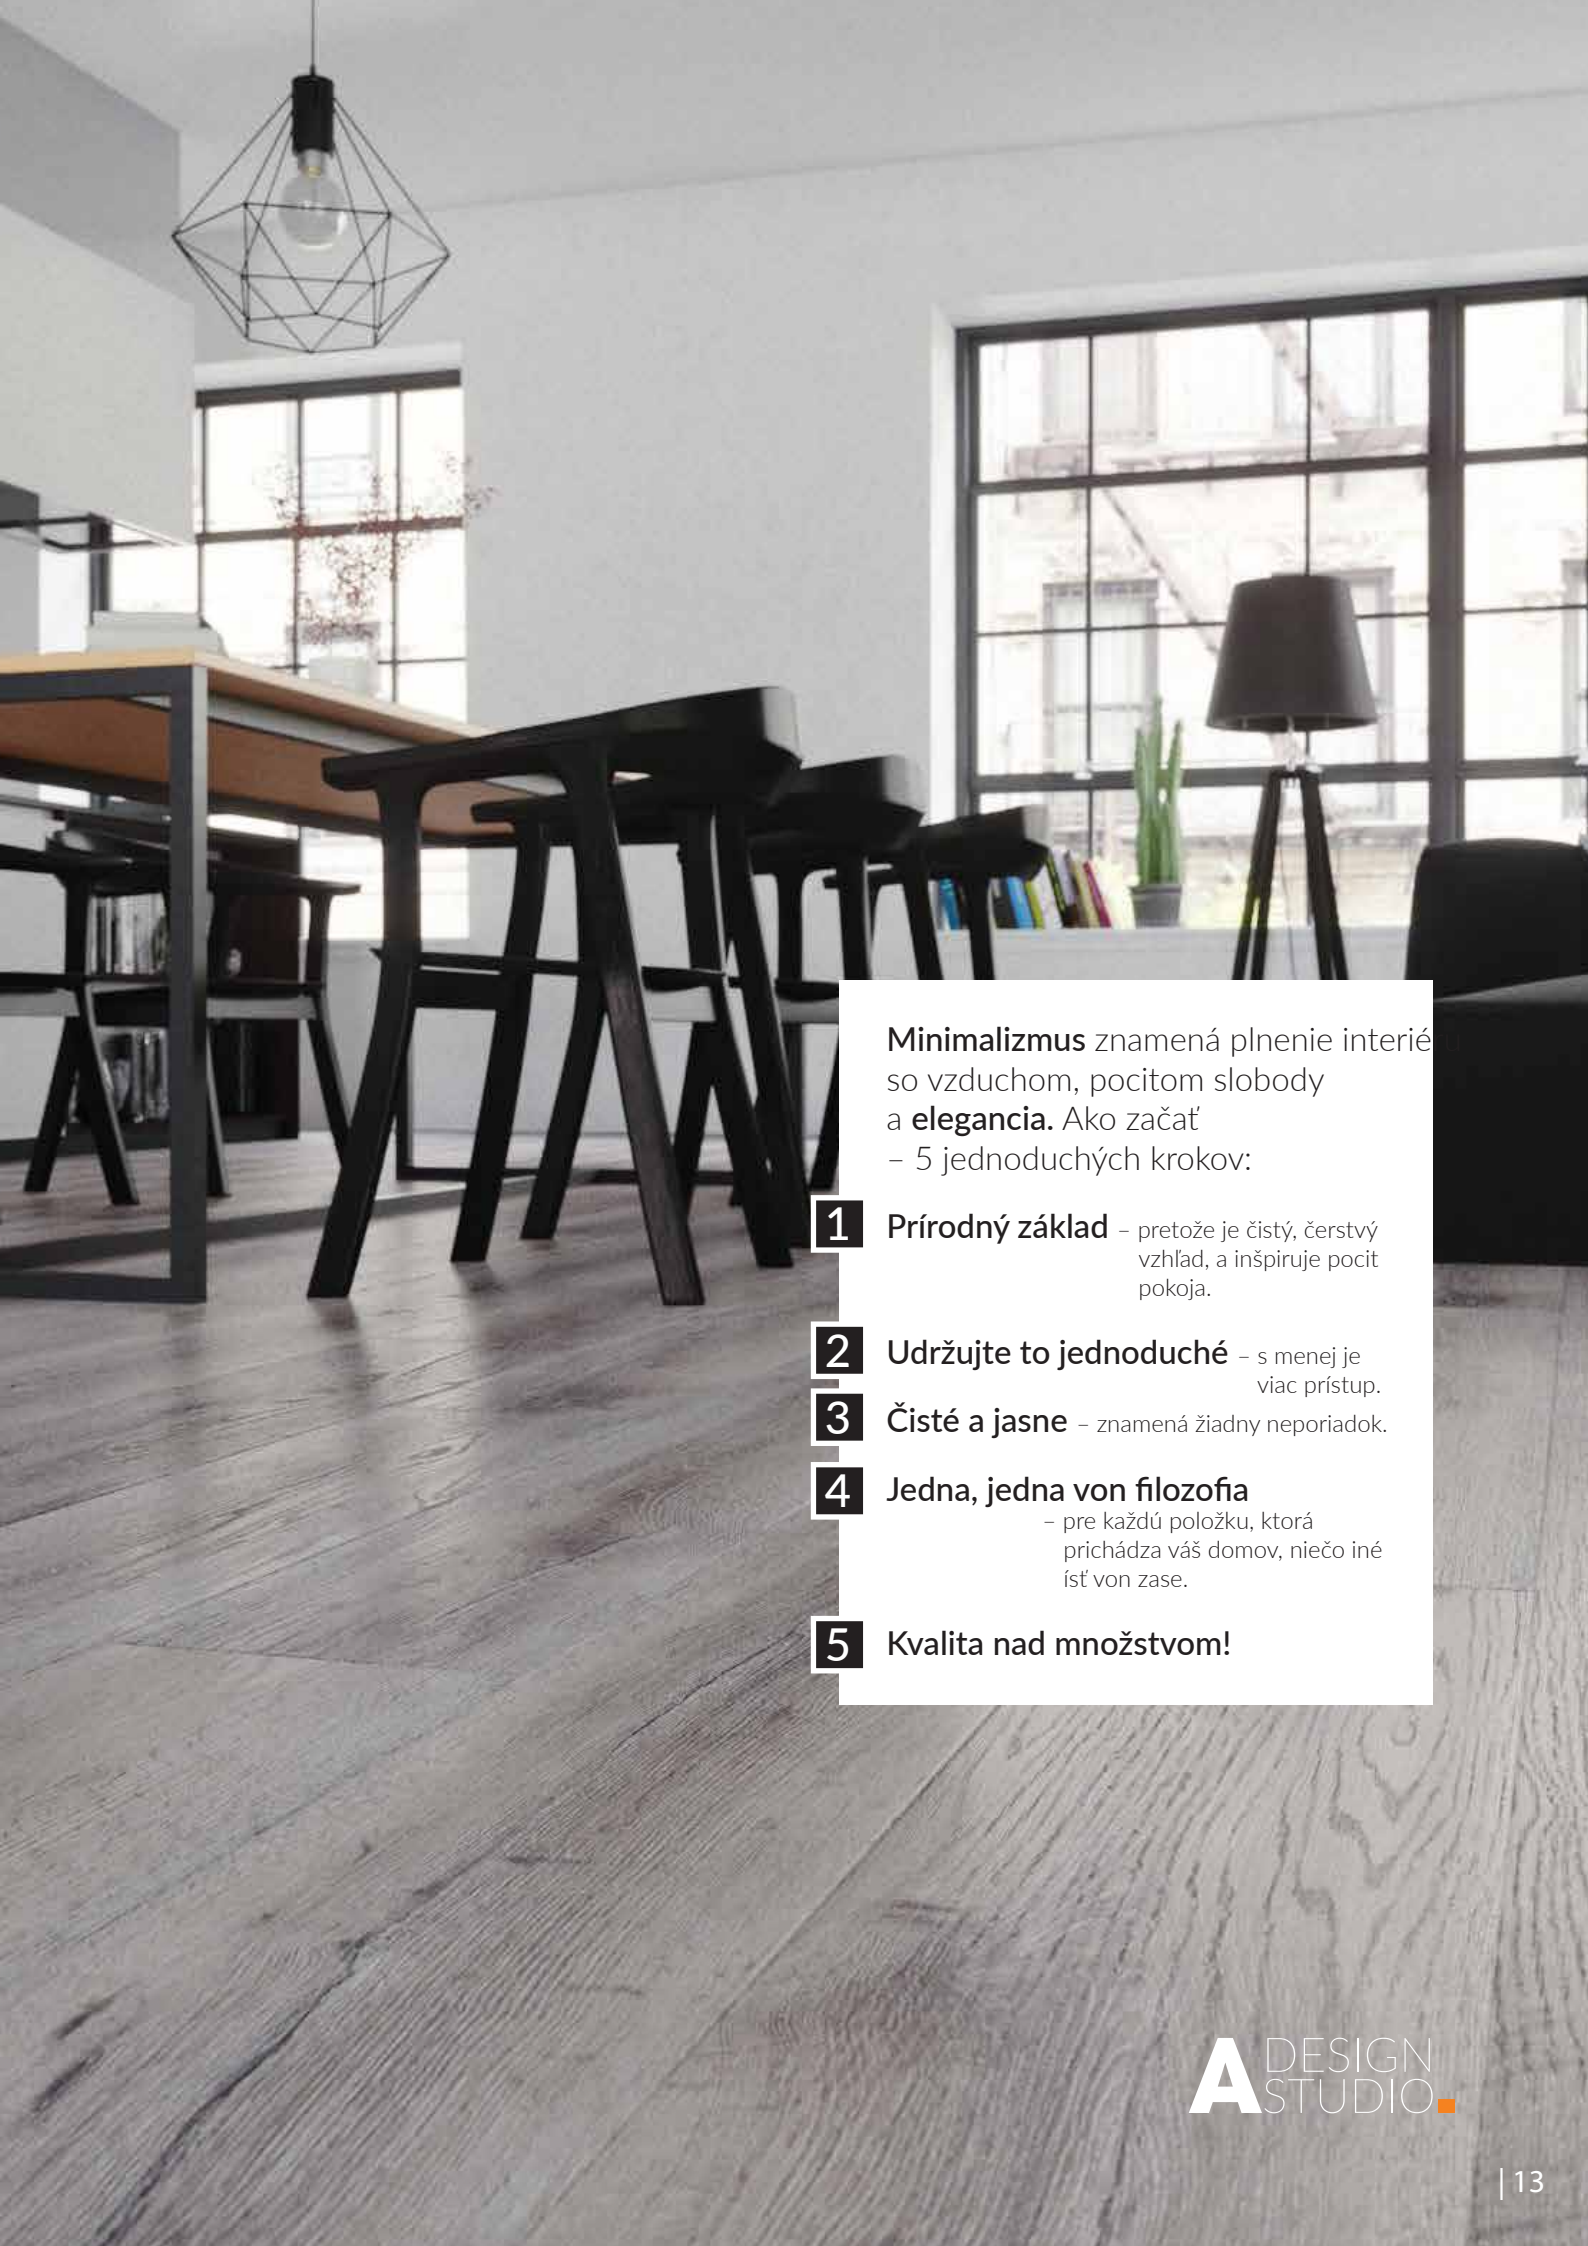 Minimalizmus znamená plnenie interiéru
so vzduchom, pocitom slobody
a elegancia. Ako začať
– 5 jednoduchých krokov:
1 Prírodný základ – pretože je čistý, čerstvý
vzhľad, a inšpiruje pocit
pokoja.
2 Udržujte to jednoduché – s menej je
viac prístup.
3 Čisté a jasne – znamená žiadny neporiadok.
4 Jedna, jedna von filozofia
– pre každú položku, ktorá
prichádza váš domov, niečo iné
ísť von zase.
5 Kvalita nad množstvom!
A DESIGN
STUDIO.
| 13